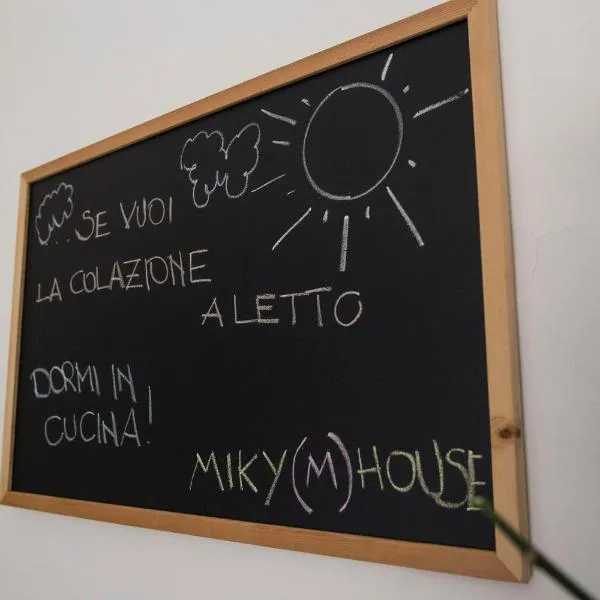 ..SE VUOI
LA COLAZIONE
A LETTO
DORMI IN
CUCINA!
MIKY(M)HOUSE